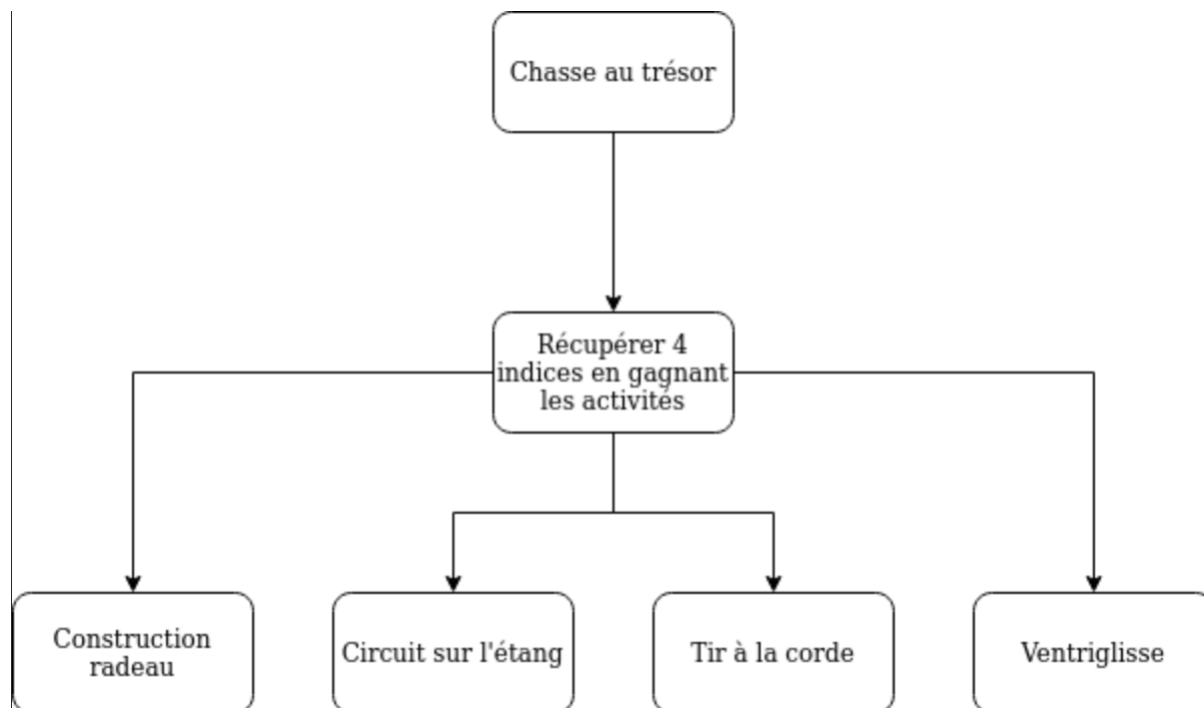 Chasse au trésor
Récupérer 4
indices en gagnant
les activités
Construction
radeau
Circuit sur l'étang
Tir à la corde
Ventriglisse